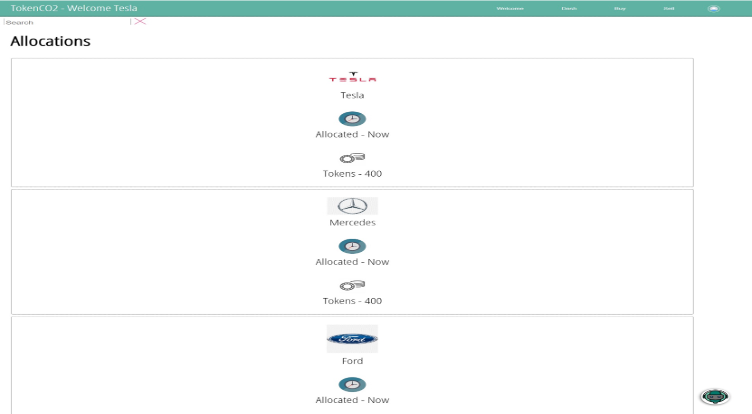 TokenCO2 - Welcome Tesla
Welcome Dash Buy Sell
Search
Allocations
TESLA
Tesla
Allocated - Now
Tokens - 400
Mercedes
Allocated - Now
Tokens - 400
Ford
Ford
Allocated - Now